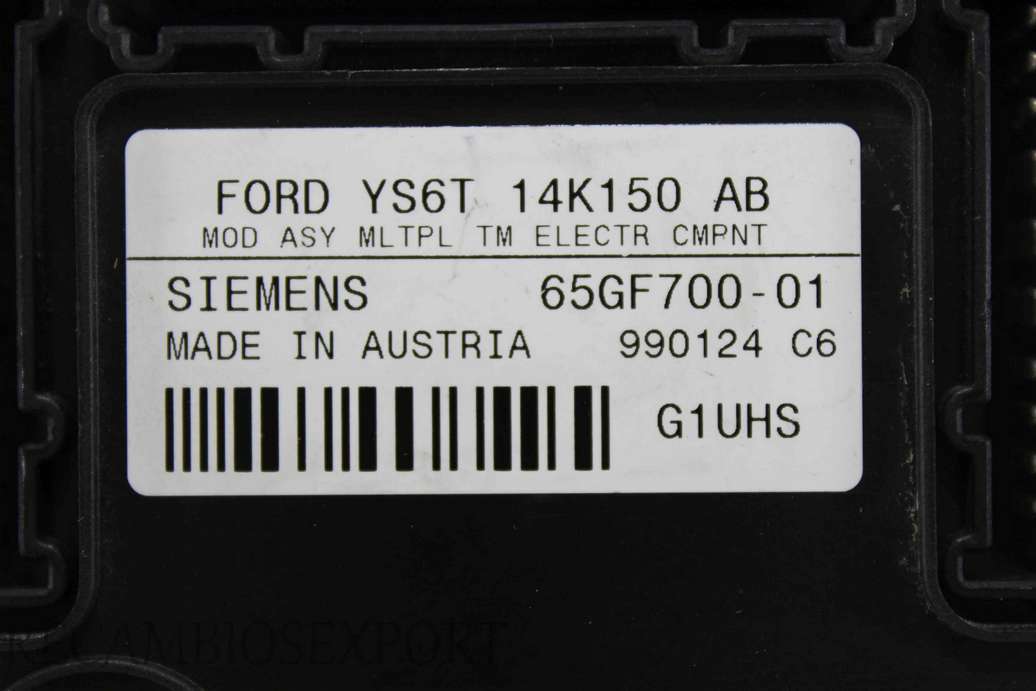 FORD YS6T 14K150 AB
MOD ASY MLTPL TM ELECTR CMPNT
SIEMENS 65GF700-01
MADE IN AUSTRIA 990124 C6
G1UHS
CAMBIOSEXPORT